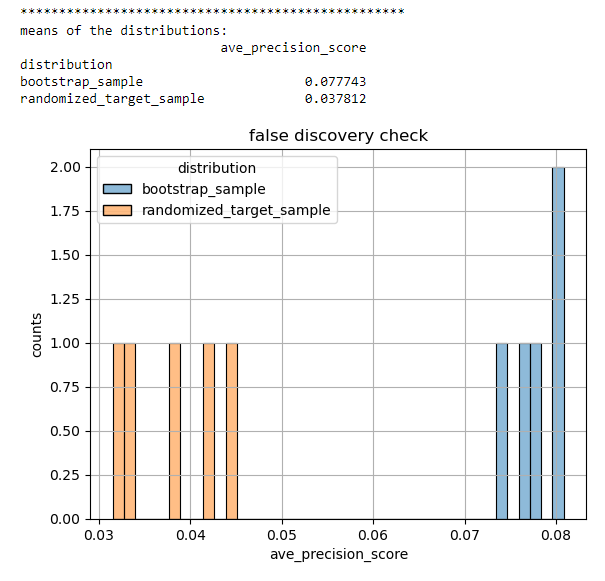 **************************************************
means of the distributions:
ave_precision_score
distribution
bootstrap_sample 0.077743
randomized_target_sample 0.037812
false discovery check
2.00
1.75
1.50
1.25
1.00
0.75
0.50
0.25
0.00
counts
distribution
bootstrap_sample
randomized_target_sample
0.03 0.04 0.05 0.06 0.07 0.08
ave_precision_score